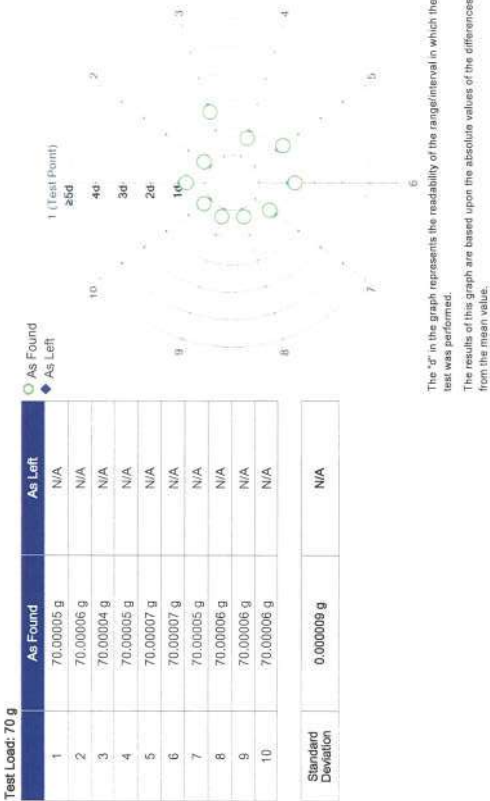 Test Load: 70 g
As Found As Left
1 70.00005 g N/A
2 70.00006 g N/A
3 70.00004 g N/A
4 70.00005 g N/A
5 70.00007 g N/A
6 70.00007 g N/A
7 70.00005 g N/A
8 70.00006 g N/A
9 70.00006 g N/A
10 70.00006 g N/A
Standard
Deviation
0.000009 g N/A
As Found
As Left
1 (Test Point)
≥5d
4d
3d
2d
1d
2
3
4
5
6
7
8
9
10
The "d" in the graph represents the readability of the range/interval in which the
test was performed.
The results of this graph are based upon the absolute values of the differences
from the mean value.